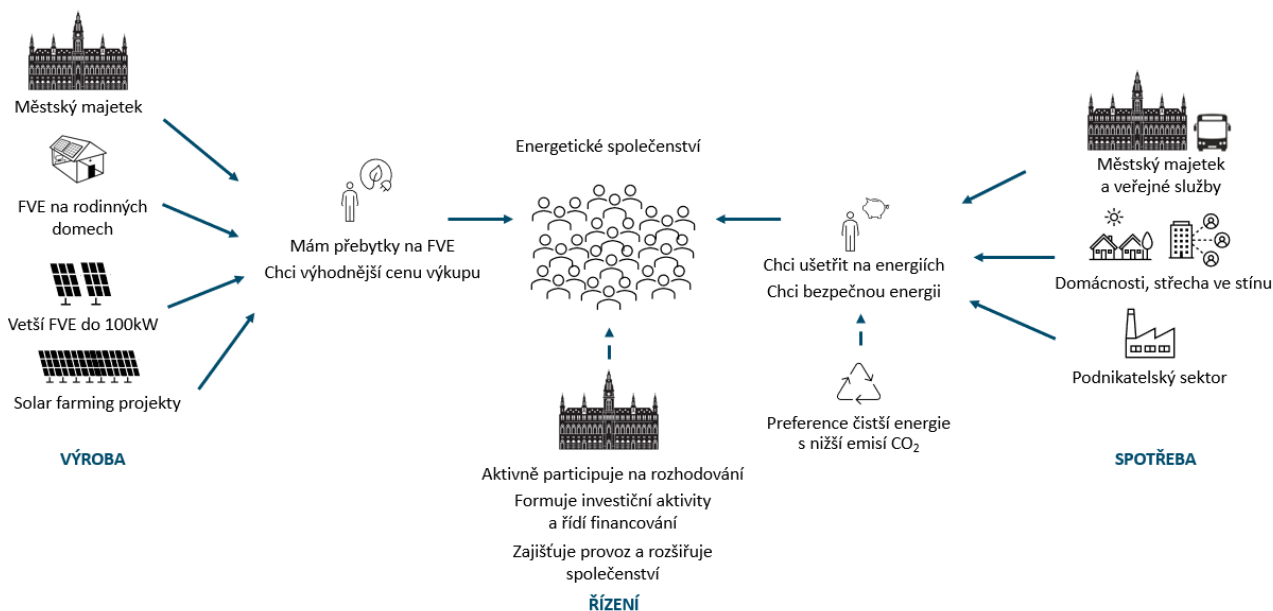 Městský majetek
FVE na rodinných
domech
Vetší FVE do 100kW
Solar farming projekty
VÝROBA
Mám přebytky na FVE
Chci výhodnější cenu výkupu
Energetické společenství
Aktivně participuje na rozhodování
Formuje investiční aktivity
a řídí financování
Zajišťuje provoz a rozšiřuje
společenství
ŘÍZENÍ
Chci ušetřit na energiích
Chci bezpečnou energii
Preference čistší energie
s nižší emisí CO₂
Městský majetek
a veřejné služby
Domácnosti, střecha ve stínu
Podnikatelský sektor
SPOTŘEBA